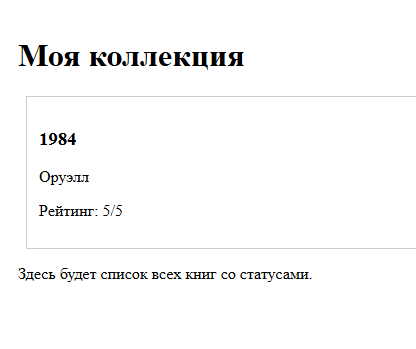 Моя коллекция
1984
Оруэлл
Рейтинг: 5/5
Здесь будет список всех книг со статусами.